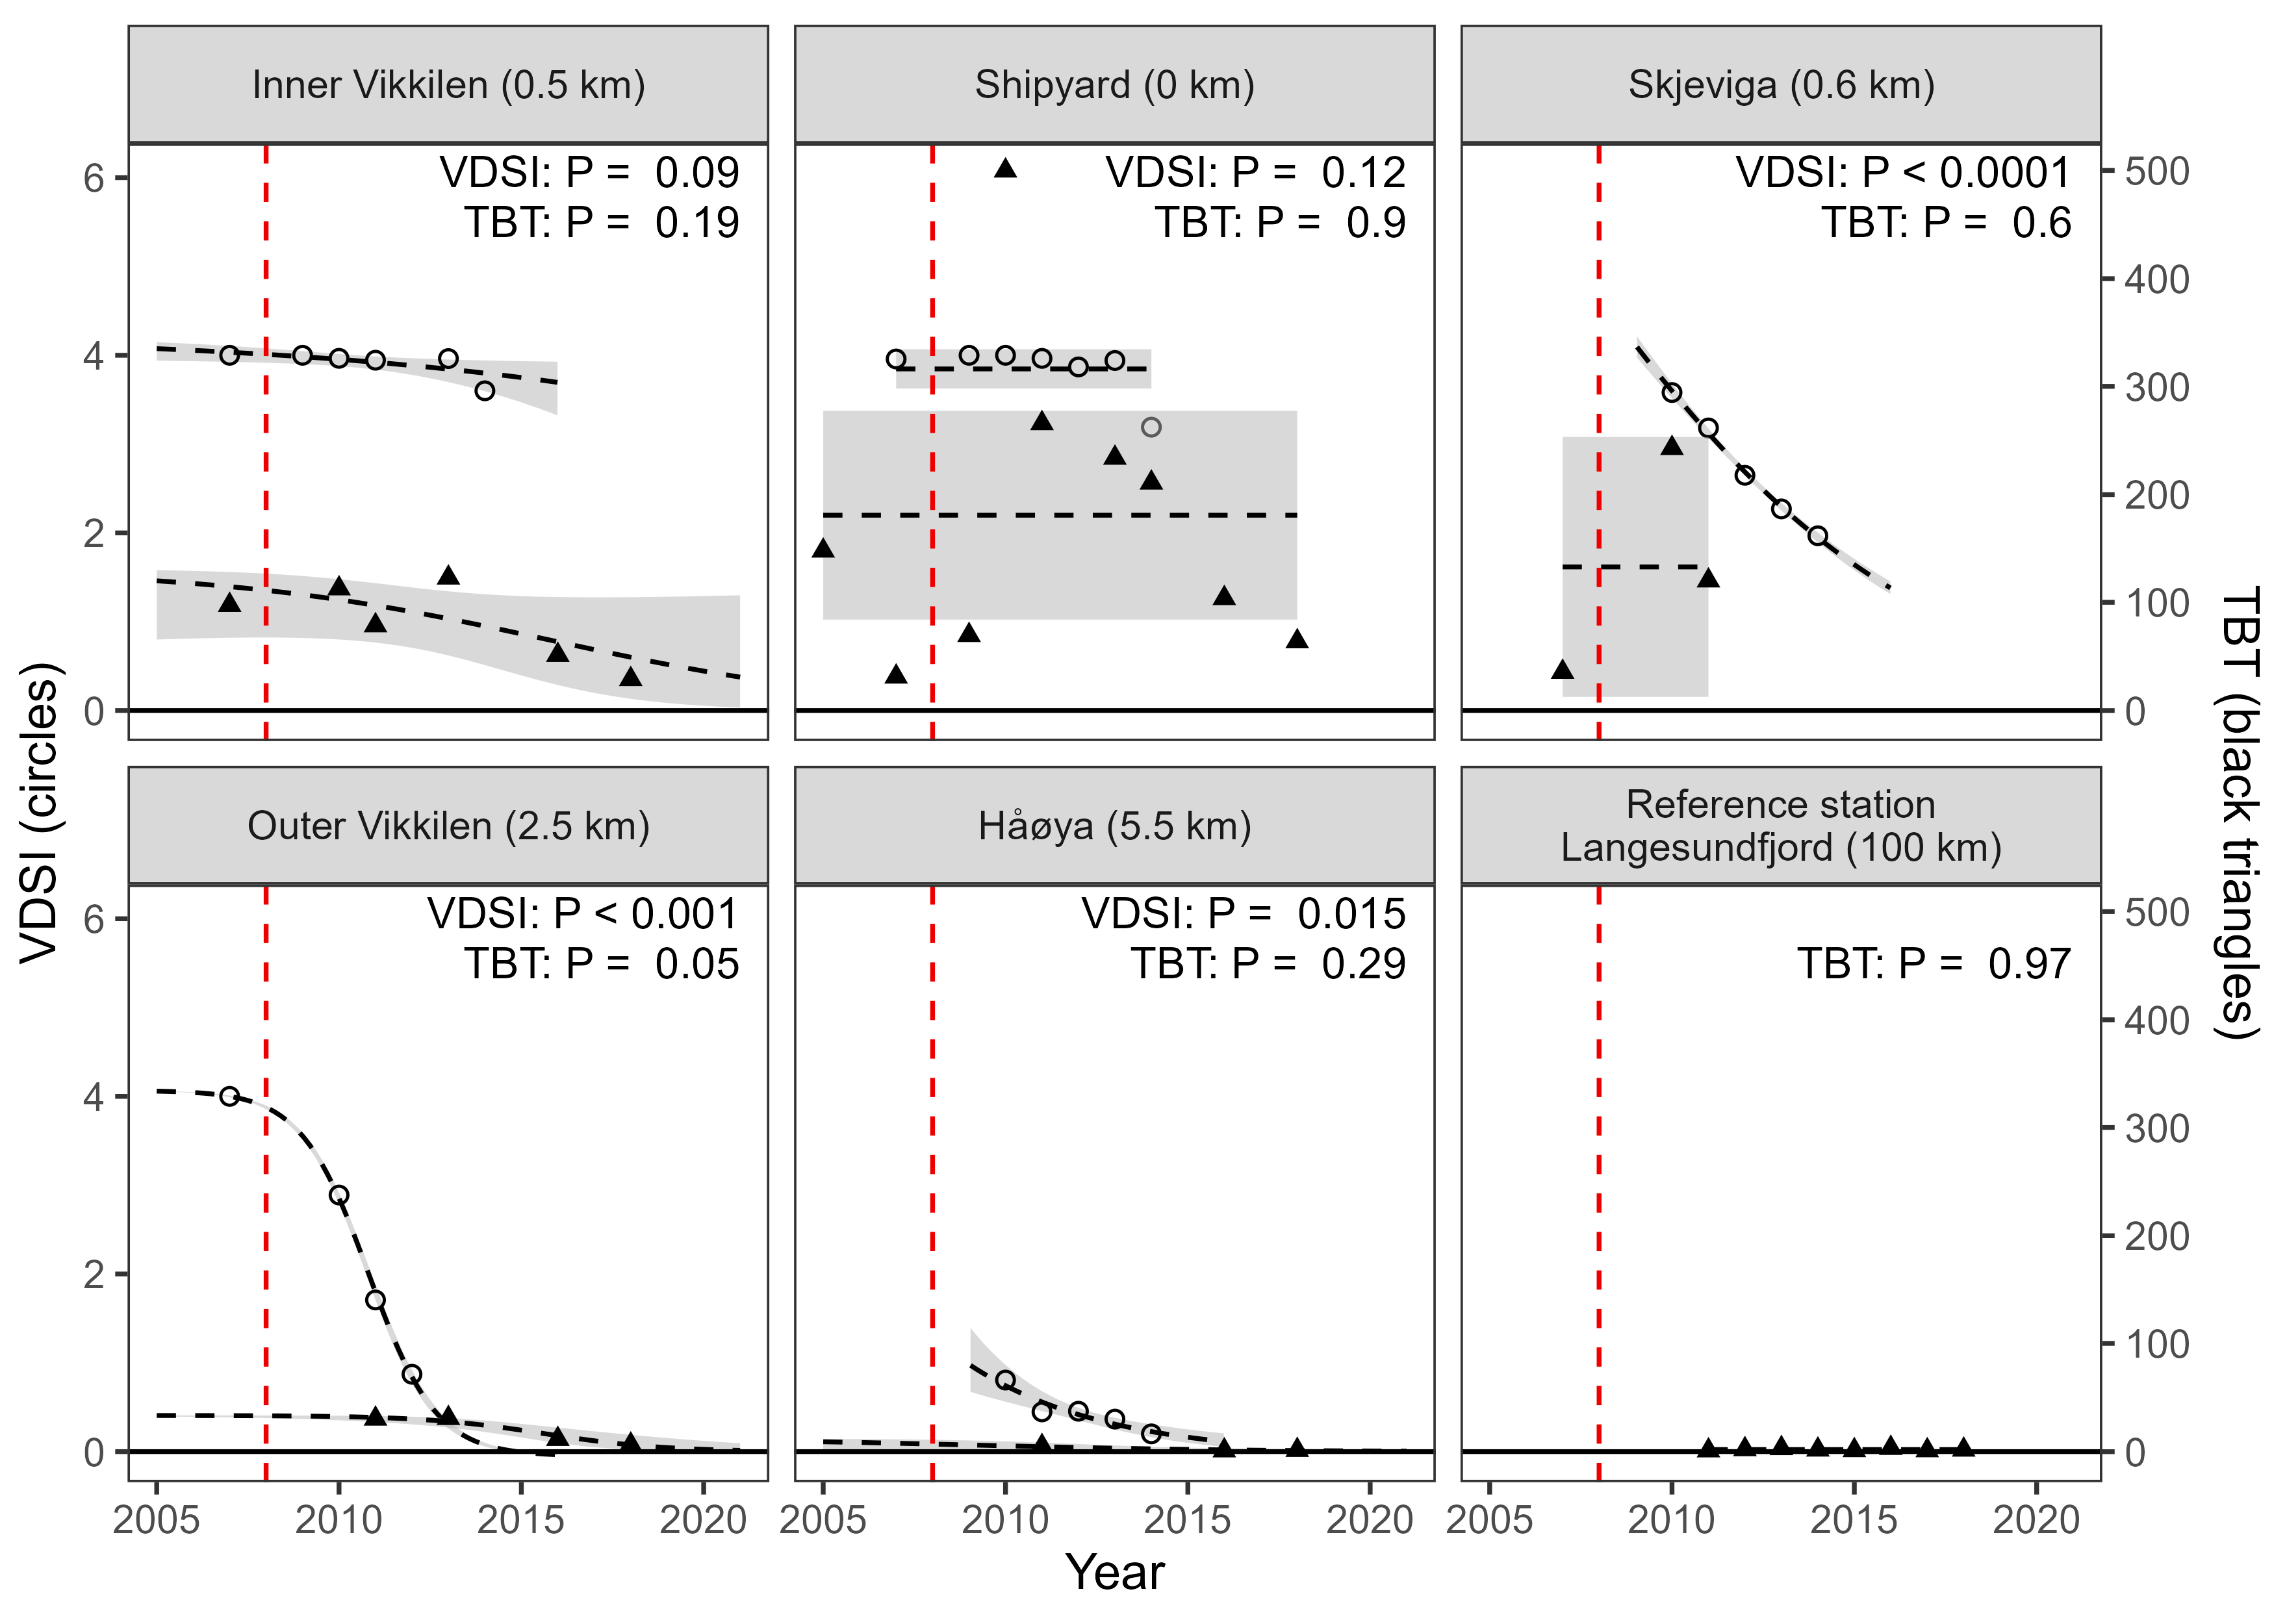 Inner Vikkilen (0.5 km)
Shipyard (0 km)
Skjeviga (0.6 km)
VDSI: P = 0.09
TBT: P = 0.19
VDSI: P = 0.12
TBT: P = 0.9
VDSI: P < 0.0001
TBT: P = 0.6
6
4
2
0
500
400
300
200
100
0
Outer Vikkilen (2.5 km)
Håøya (5.5 km)
Reference station
Langesundfjord (100 km)
VDSI: P < 0.001
TBT: P = 0.05
VDSI: P = 0.015
TBT: P = 0.29
TBT: P = 0.97
6
4
2
0
500
400
300
200
100
0
2005 2010 2015 2020
2005 2010 2015 2020
2005 2010 2015 2020
Year
VDSI (circles)
TBT (black triangles)